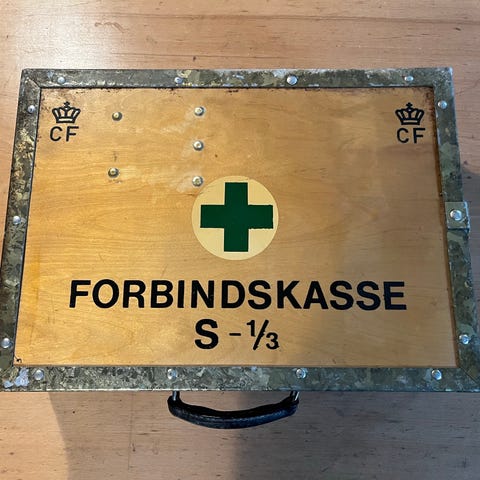 CF CF
FORBINDSKASSE
S - 1/3